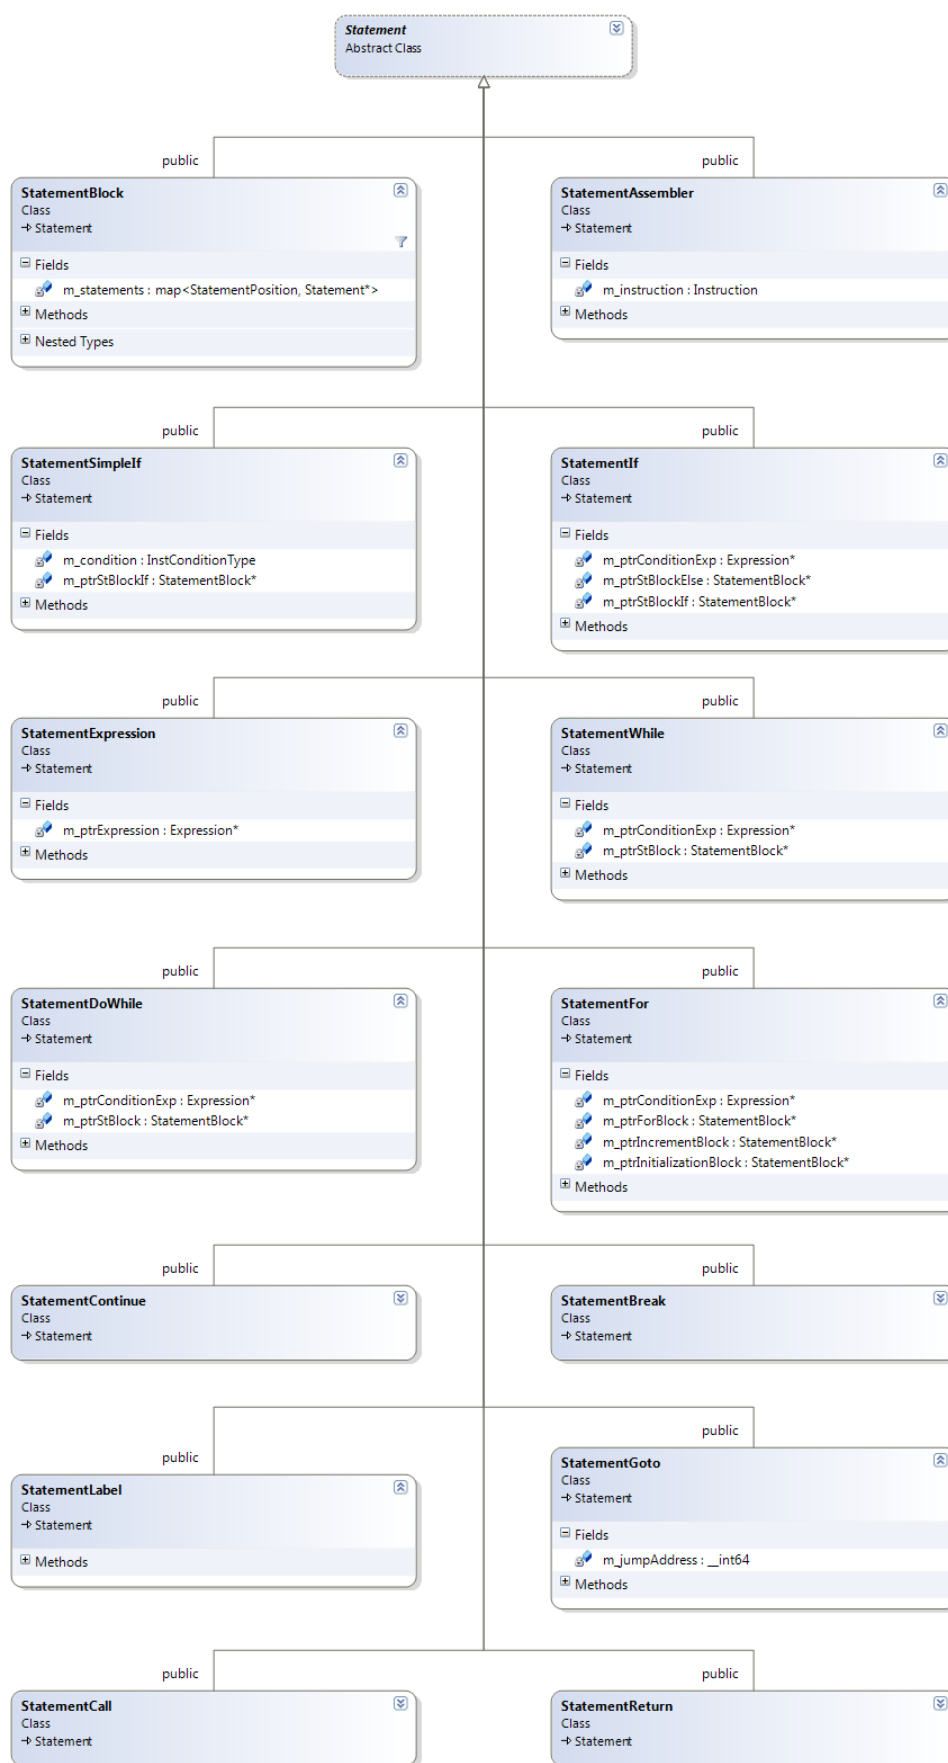 Statement
Abstract Class
public
public
StatementBlock
Class
Statement
Fields
m_statements : map<StatementPosition, Statement*>
Methods
Nested Types
StatementAssembler
Class
Statement
Fields
m_instruction : Instruction
Methods
public
public
StatementSimpleIf
Class
Statement
Fields
m_condition : InstConditionType
m_ptrStBlockIf : StatementBlock*
Methods
StatementIf
Class
Statement
Fields
m_ptrConditionExp : Expression*
m_ptrStBlockElse : StatementBlock*
m_ptrStBlockIf : StatementBlock*
Methods
public
public
StatementExpression
Class
Statement
Fields
m_ptrExpression : Expression*
Methods
StatementWhile
Class
Statement
Fields
m_ptrConditionExp : Expression*
m_ptrStBlock : StatementBlock*
Methods
public
public
StatementDoWhile
Class
Statement
Fields
m_ptrConditionExp : Expression*
m_ptrStBlock : StatementBlock*
Methods
StatementFor
Class
Statement
Fields
m_ptrConditionExp : Expression*
m_ptrForBlock : StatementBlock*
m_ptrIncrementBlock : StatementBlock*
m_ptrInitializationBlock : StatementBlock*
Methods
public
public
StatementContinue
Class
Statement
StatementBreak
Class
Statement
public
public
StatementLabel
Class
Statement
Methods
StatementGoto
Class
Statement
Fields
m_jumpAddress : __int64
Methods
public
public
StatementCall
Class
Statement
StatementReturn
Class
Statement